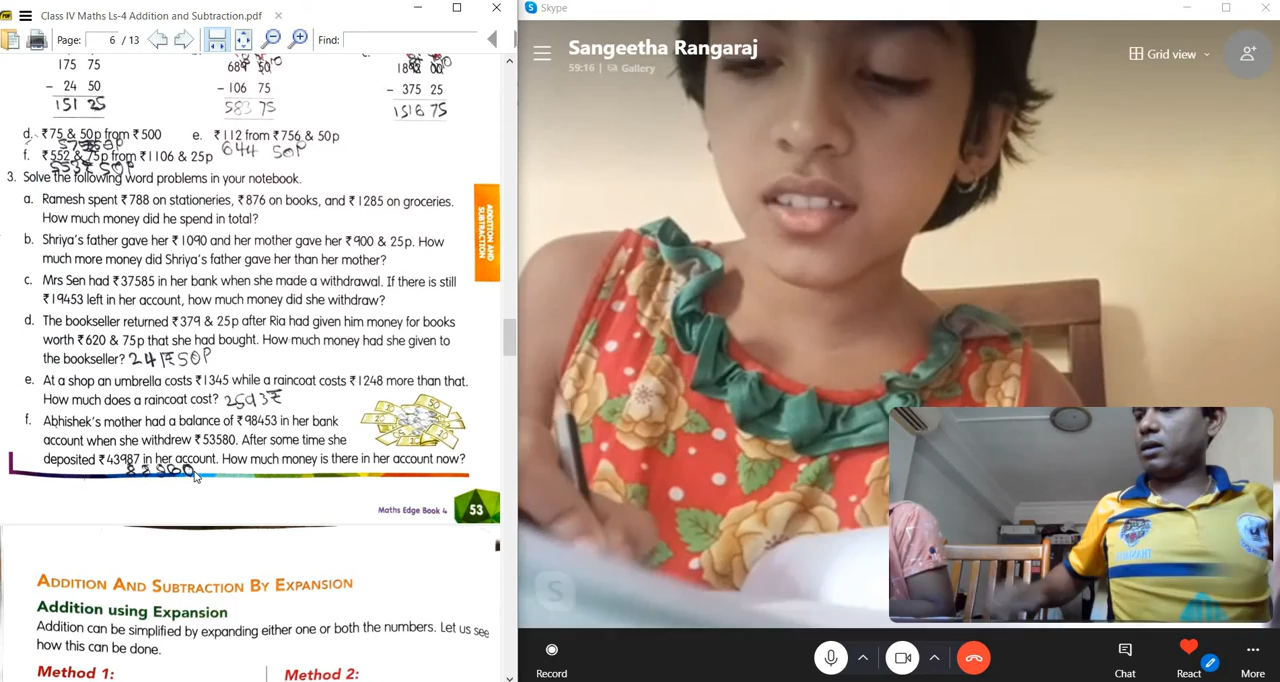 Class IV Maths Ls-4 Addition and Subtraction.pdf
Page: 6 / 13 Find:
175 75
- 24 50
151 25
689 50
- 106 75
583 75
1892 00
- 375 25
1516 75
d. ₹75 & 50p from ₹500 e. ₹112 from ₹756 & 50p
644 50P
f. ₹552 & 75p from ₹1106 & 25p
553₹ 50P
3. Solve the following word problems in your notebook.
a. Ramesh spent ₹788 on stationeries, ₹876 on books, and ₹1285 on groceries.
How much money did he spend in total?
b. Shriya's father gave her ₹1090 and her mother gave her ₹900 & 25p. How
much more money did Shriya's father gave her than her mother?
c. Mrs Sen had ₹37585 in her bank when she made a withdrawal. If there is still
₹19453 left in her account, how much money did she withdraw?
d. The bookseller returned ₹379 & 25p after Ria had given him money for books
worth ₹620 & 75p that she had bought. How much money had she given to
the bookseller? 241₹50P
e. At a shop an umbrella costs ₹1345 while a raincoat costs ₹1248 more than that.
How much does a raincoat cost? 2593₹
f. Abhishek's mother had a balance of ₹98453 in her bank
account when she withdrew ₹53580. After some time she
deposited ₹43987 in her account. How much money is there in her account now?
ADDITION AND
SUBTRACTION
Maths Edge Book 4 53
ADDITION AND SUBTRACTION BY EXPANSION
Addition using Expansion
Addition can be simplified by expanding either one or both the numbers. Let us see
how this can be done.
Method 1: Method 2:
Skype
Sangeetha Rangaraj
59:16 | Gallery
Grid view
THANSEEL
Record
Chat
React
More